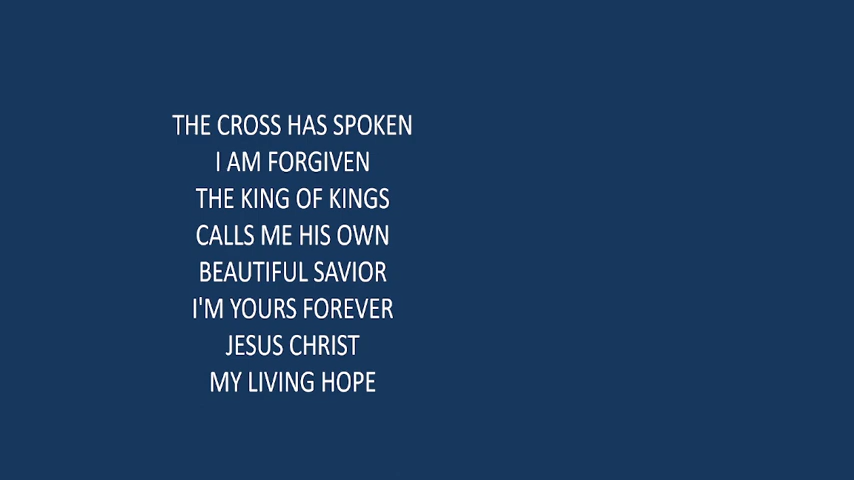 THE CROSS HAS SPOKEN
I AM FORGIVEN
THE KING OF KINGS
CALLS ME HIS OWN
BEAUTIFUL SAVIOR
I'M YOURS FOREVER
JESUS CHRIST
MY LIVING HOPE